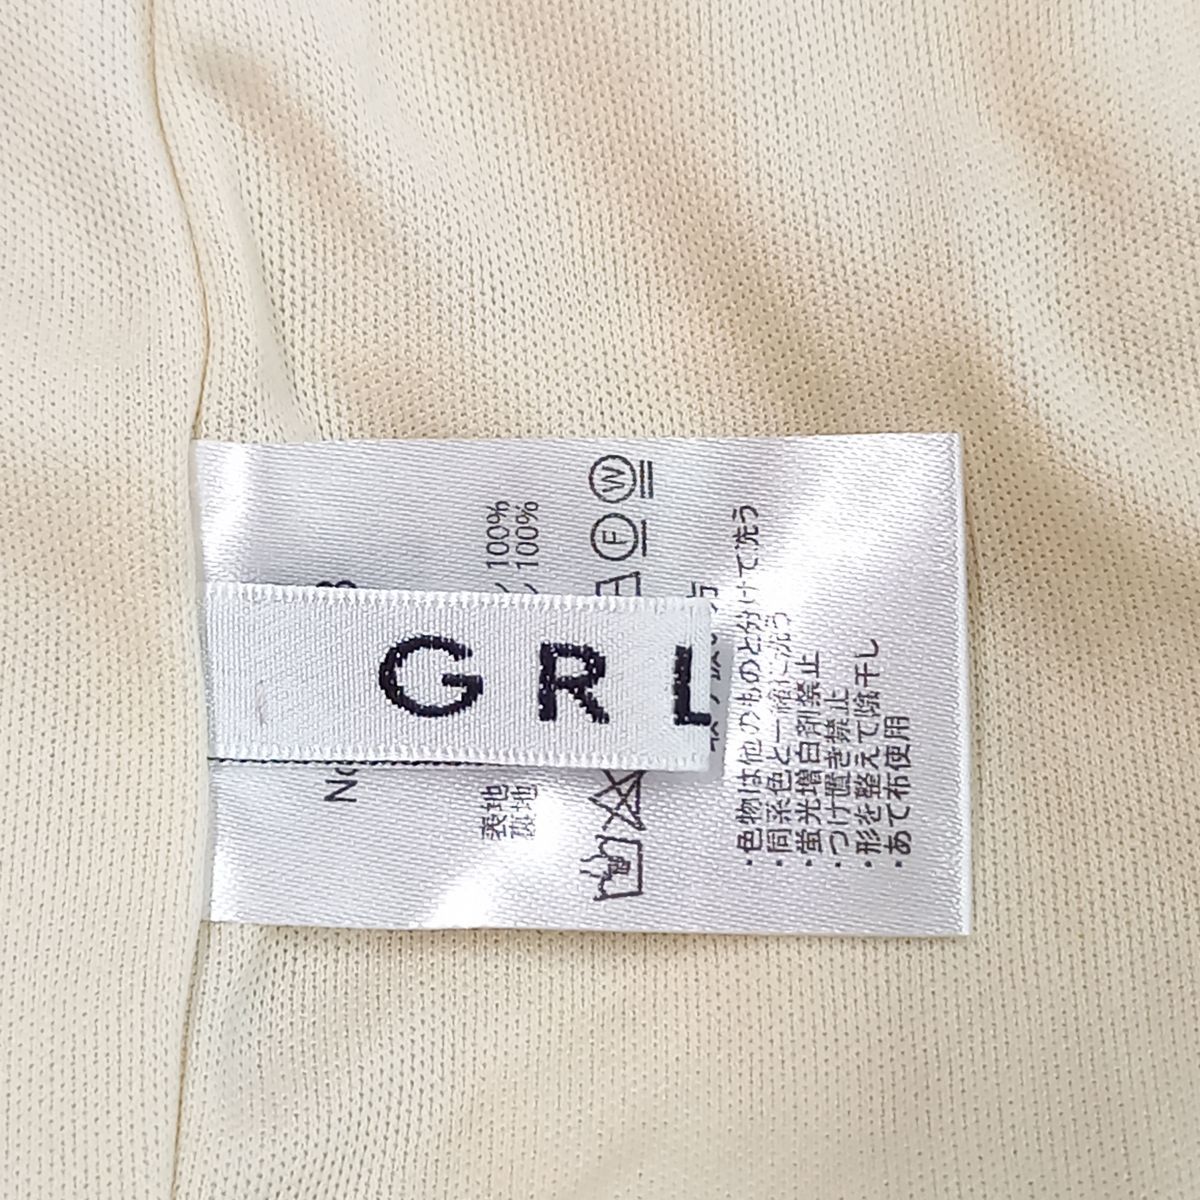 GRL
No
表地 100%
裏地 100%
F W
・色物は他のものと分けて洗う
・同系色と一緒に洗う
・蛍光増白剤禁止
・つけ置き禁止
・形を整えて陰干し
・あて布使用